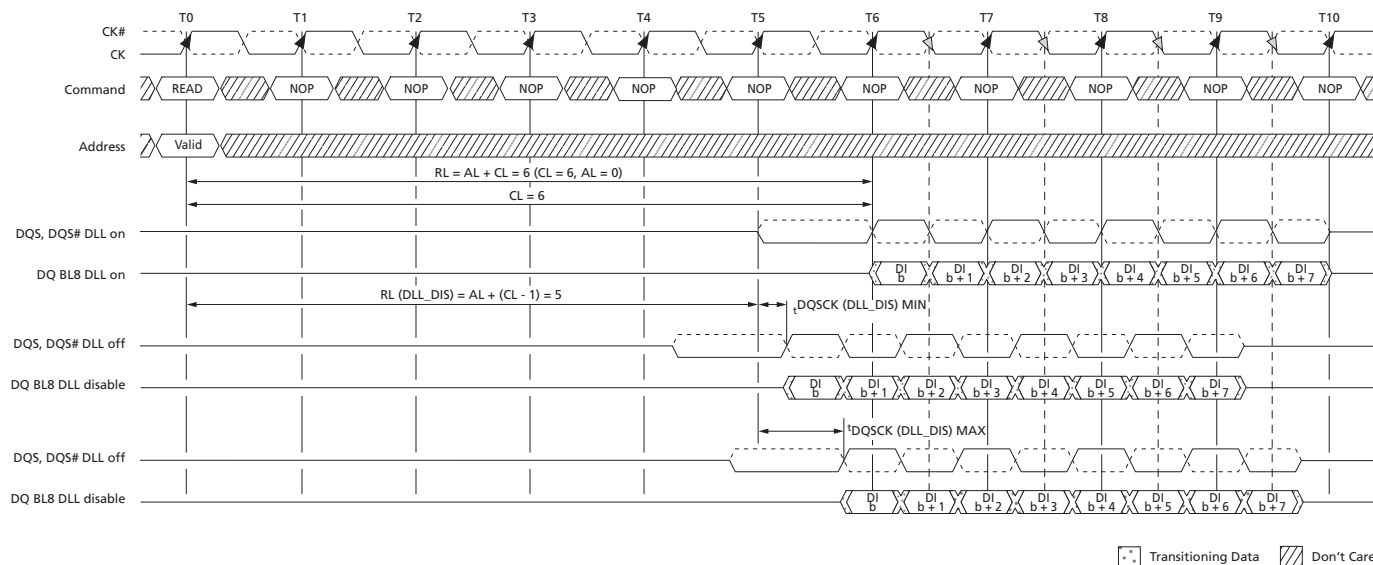 T0 T1 T2 T3 T4 T5 T6 T7 T8 T9 T10
CK#
CK
Command READ NOP NOP NOP NOP NOP NOP NOP NOP NOP NOP
Address Valid
RL = AL + CL = 6 (CL = 6, AL = 0)
CL = 6
DQS, DQS# DLL on
DQ BL8 DLL on DI b DI b + 1 DI b + 2 DI b + 3 DI b + 4 DI b + 5 DI b + 6 DI b + 7
RL (DLL_DIS) = AL + (CL - 1) = 5
tDQSCK (DLL_DIS) MIN
DQS, DQS# DLL off
DQ BL8 DLL disable DI b DI b + 1 DI b + 2 DI b + 3 DI b + 4 DI b + 5 DI b + 6 DI b + 7
tDQSCK (DLL_DIS) MAX
DQS, DQS# DLL off
DQ BL8 DLL disable DI b DI b + 1 DI b + 2 DI b + 3 DI b + 4 DI b + 5 DI b + 6 DI b + 7
Transitioning Data Don't Care